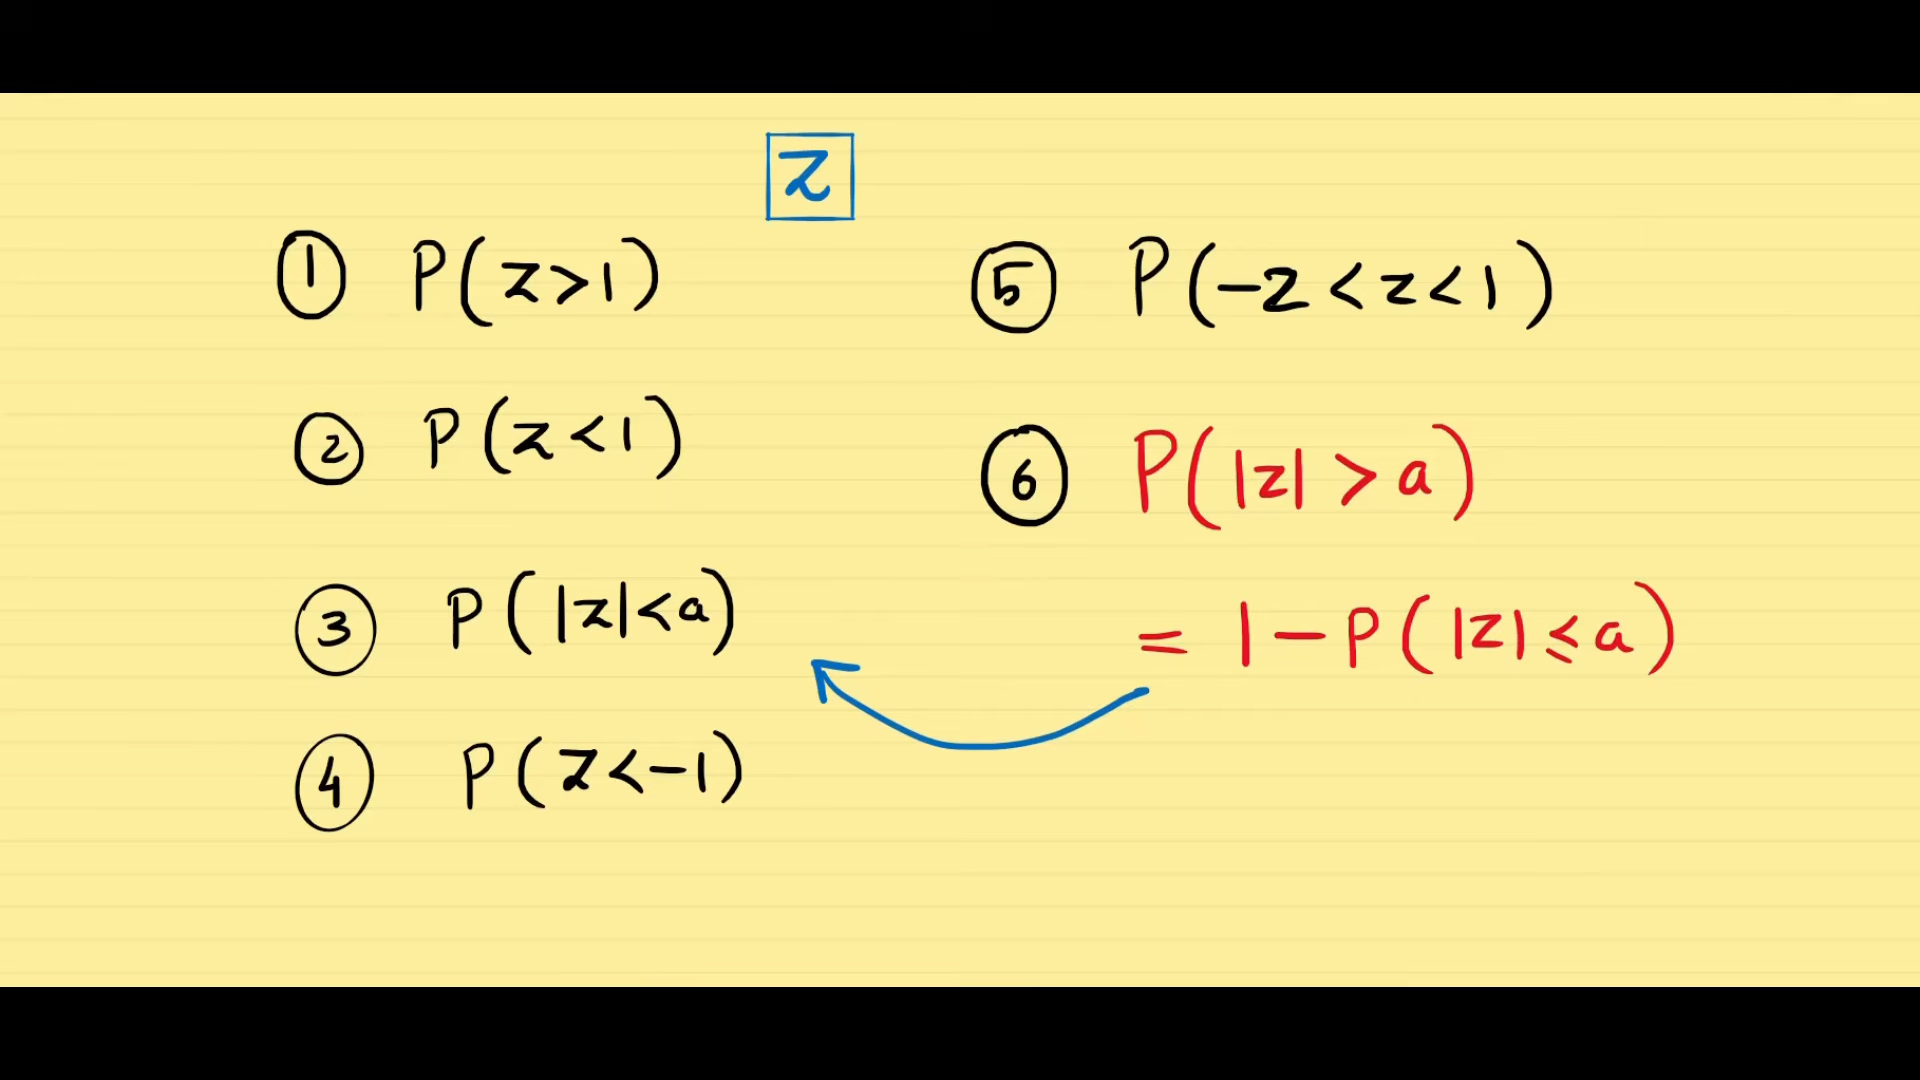 Z
① P(z>1)
② P(z<1)
③ P(|z|<a)
④ P(z<-1)
⑤ P(-2<z<1)
⑥ P(|z|>a)
= 1-P(|z|≤a)